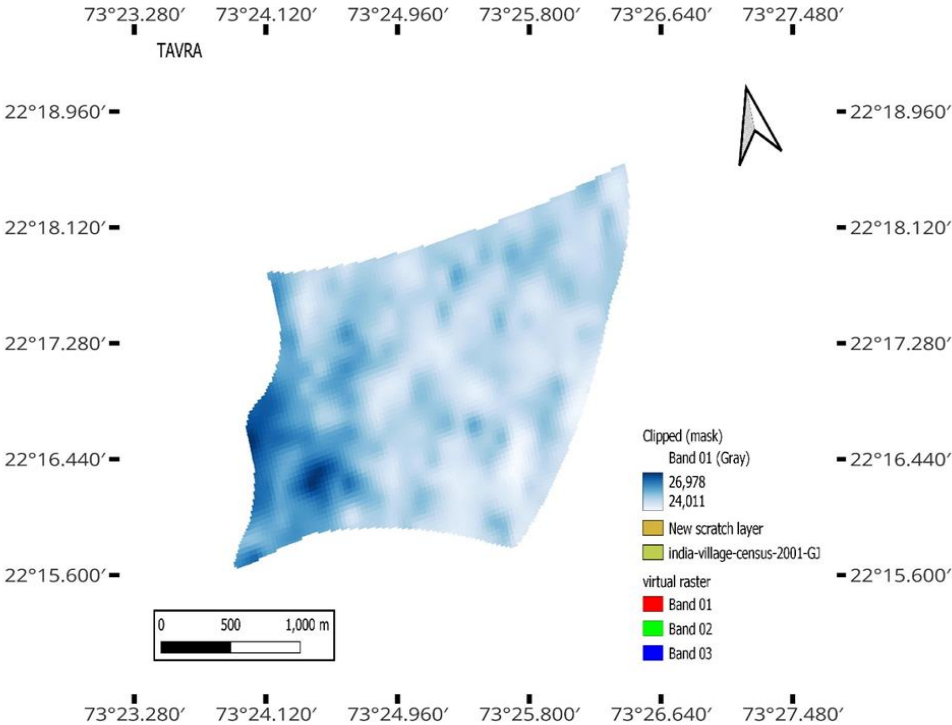 73°23.280′ 73°24.120′ 73°24.960′ 73°25.800′ 73°26.640′ 73°27.480′
TAVRA
22°18.960′ 22°18.960′
22°18.120′ 22°18.120′
22°17.280′ 22°17.280′
Clipped (mask)
Band 01 (Gray)
22°16.440′ 22°16.440′
26,978
24,011
New scratch layer
india-village-census-2001-GJ
22°15.600′ 22°15.600′
virtual raster
Band 01
0 500 1,000 m
Band 02
Band 03
73°23.280′ 73°24.120′ 73°24.960′ 73°25.800′ 73°26.640′ 73°27.480′